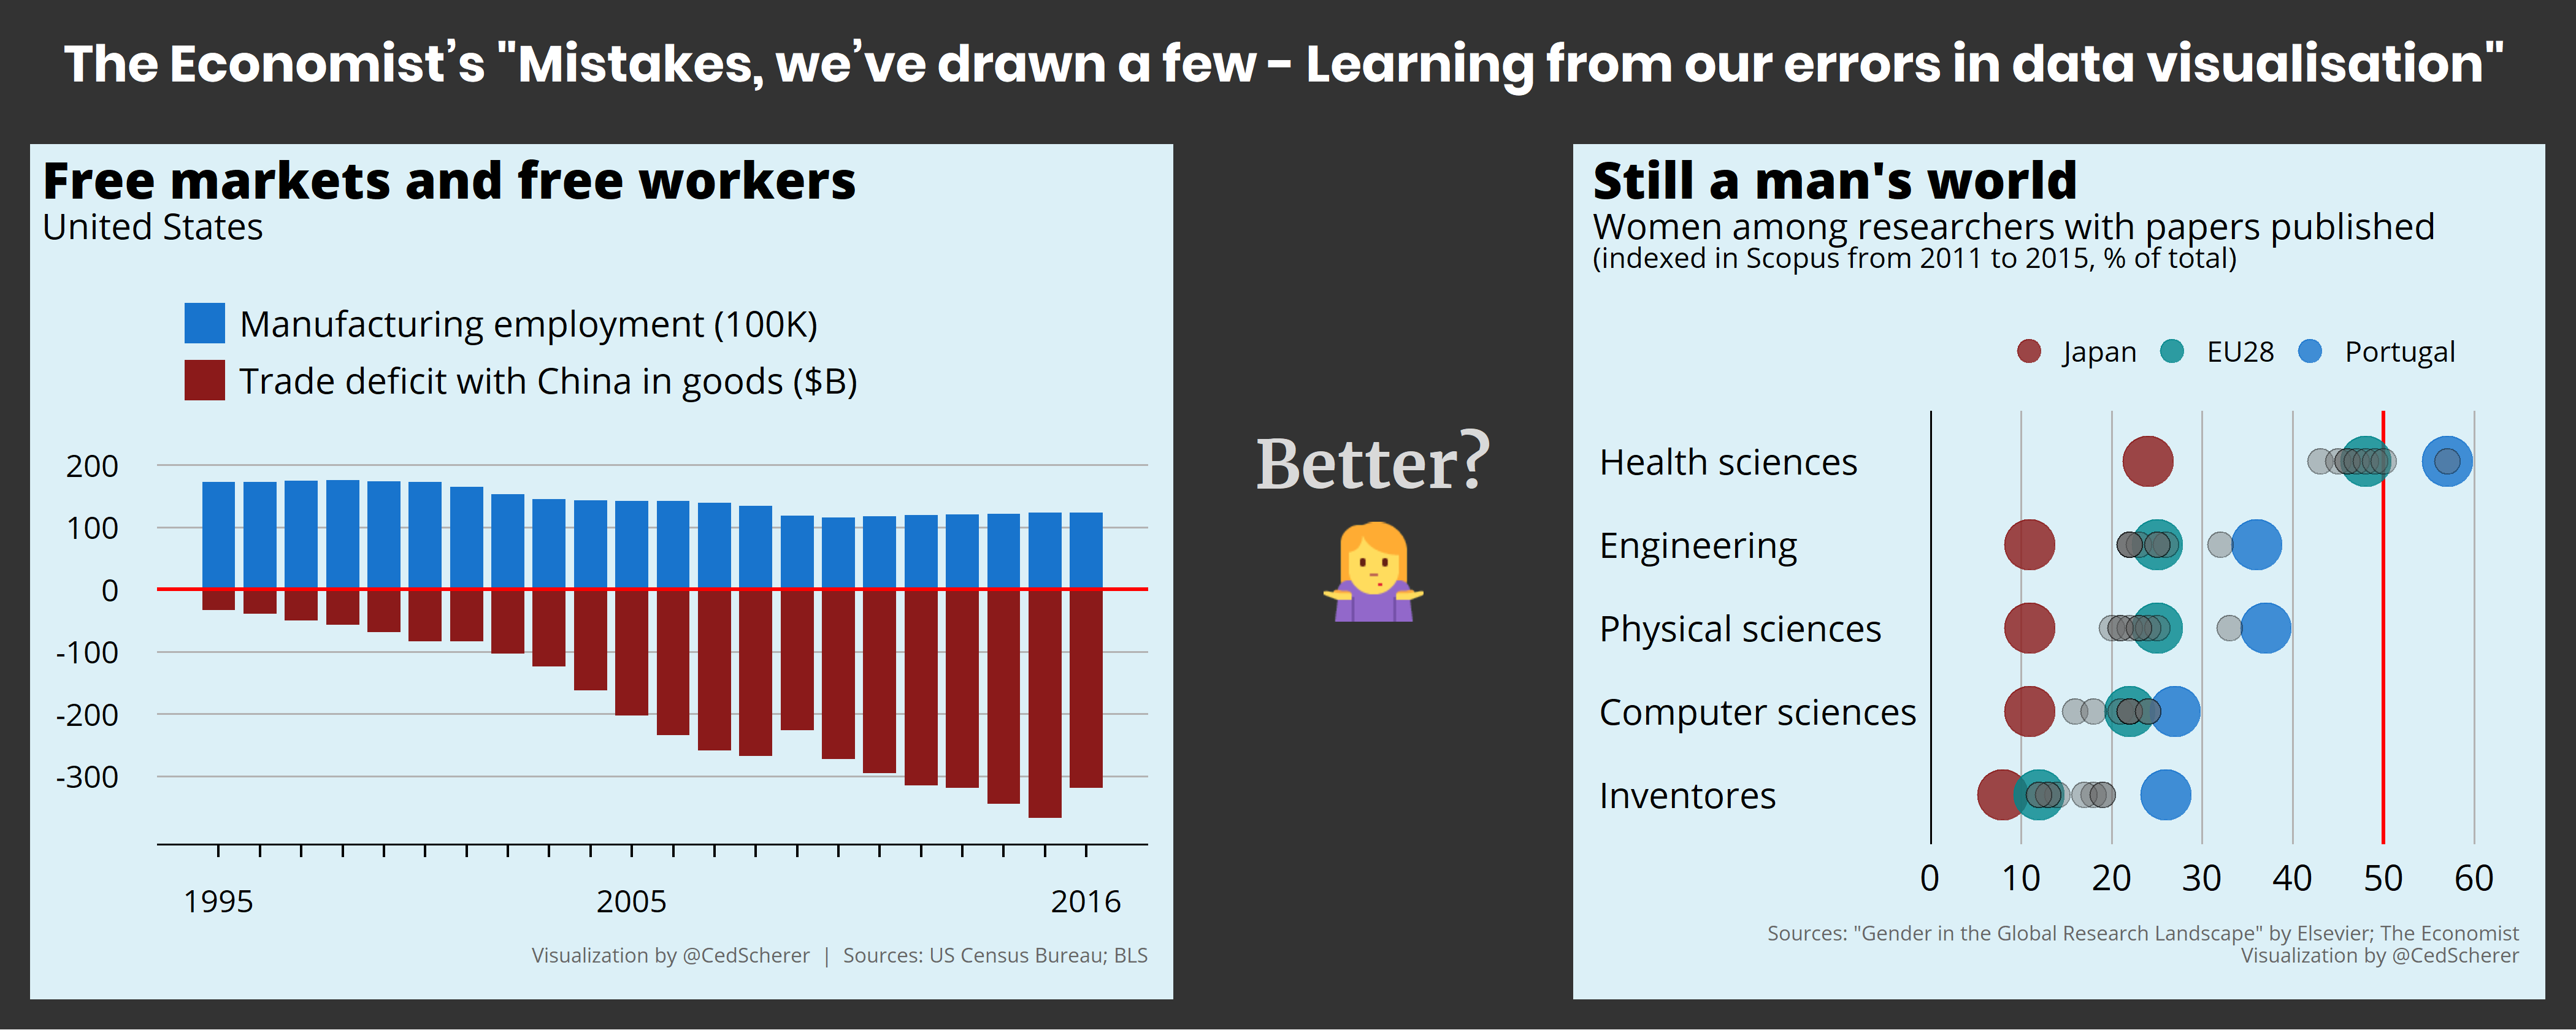 The Economist’s "Mistakes, we’ve drawn a few - Learning from our errors in data visualisation"
Free markets and free workers
United States
Manufacturing employment (100K)
Trade deficit with China in goods ($B)
200
100
0
-100
-200
-300
1995 2005 2016
Visualization by @CedScherer | Sources: US Census Bureau; BLS
Better?
Still a man's world
Women among researchers with papers published
(indexed in Scopus from 2011 to 2015, % of total)
Japan EU28 Portugal
Health sciences
Engineering
Physical sciences
Computer sciences
Inventores
0 10 20 30 40 50 60
Sources: "Gender in the Global Research Landscape" by Elsevier; The Economist
Visualization by @CedScherer